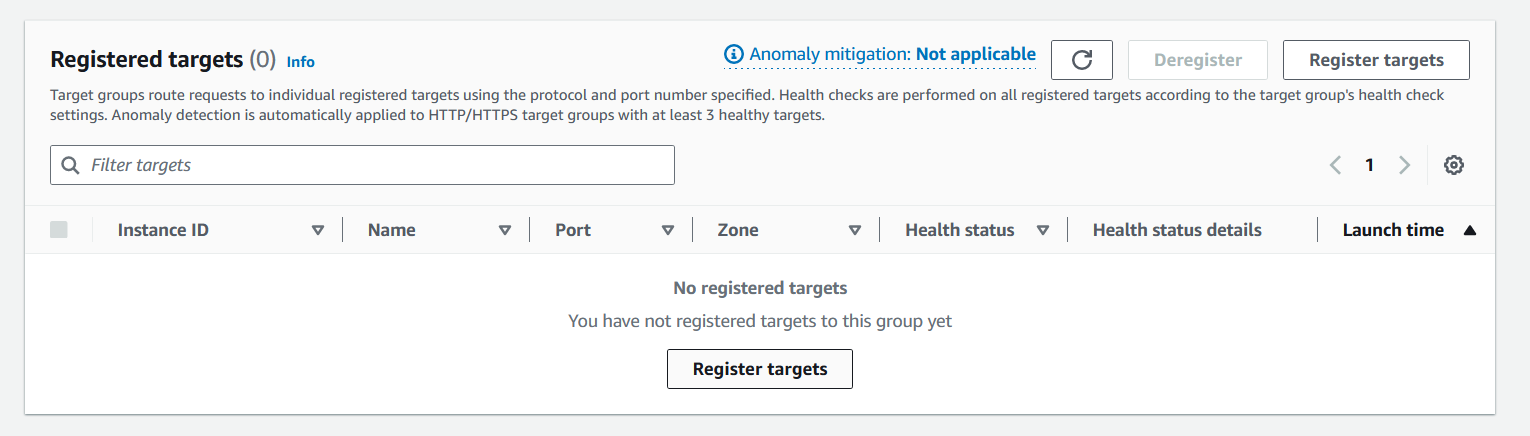 Registered targets (0) Info
Anomaly mitigation: Not applicable
Deregister
Register targets
Target groups route requests to individual registered targets using the protocol and port number specified. Health checks are performed on all registered targets according to the target group's health check
settings. Anomaly detection is automatically applied to HTTP/HTTPS target groups with at least 3 healthy targets.
Filter targets
1
Instance ID Name Port Zone Health status Health status details Launch time
No registered targets
You have not registered targets to this group yet
Register targets